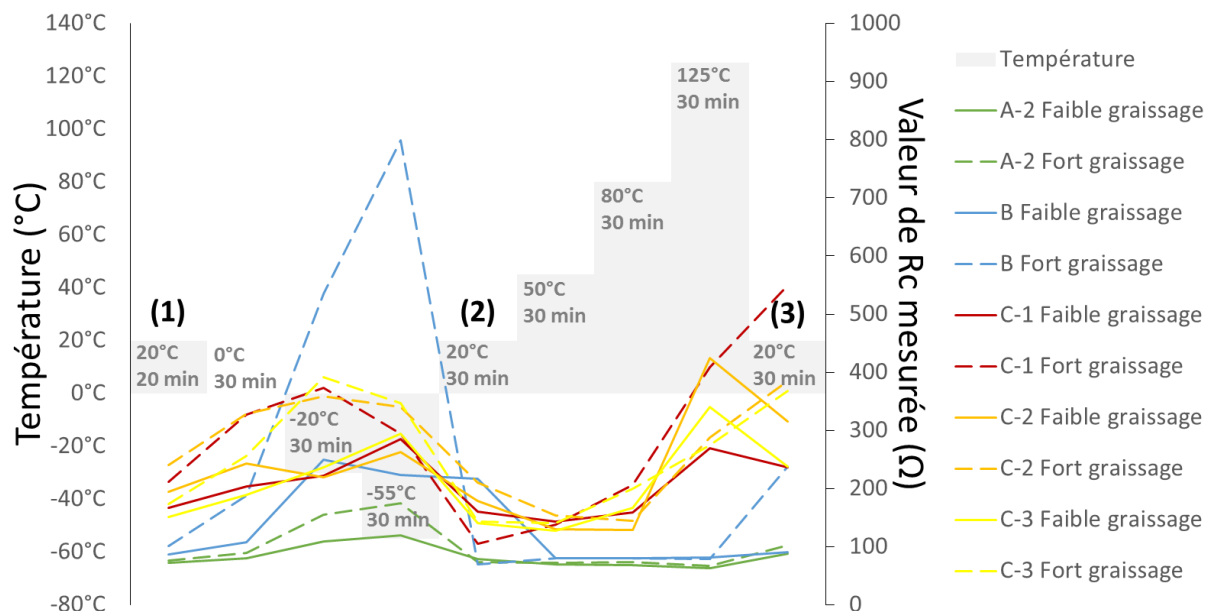 140°C
120°C
100°C
80°C
60°C
40°C
20°C
0°C
-20°C
-40°C
-60°C
-80°C
Température (°C)
(1)
20°C
20 min
0°C
30 min
-20°C
30 min
-55°C
30 min
(2)
20°C
30 min
50°C
30 min
80°C
30 min
125°C
30 min
(3)
20°C
30 min
1000
900
800
700
600
500
400
300
200
100
0
Valeur de Rc mesurée (Ω)
Température
A-2 Faible graissage
A-2 Fort graissage
B Faible graissage
B Fort graissage
C-1 Faible graissage
C-1 Fort graissage
C-2 Faible graissage
C-2 Fort graissage
C-3 Faible graissage
C-3 Fort graissage